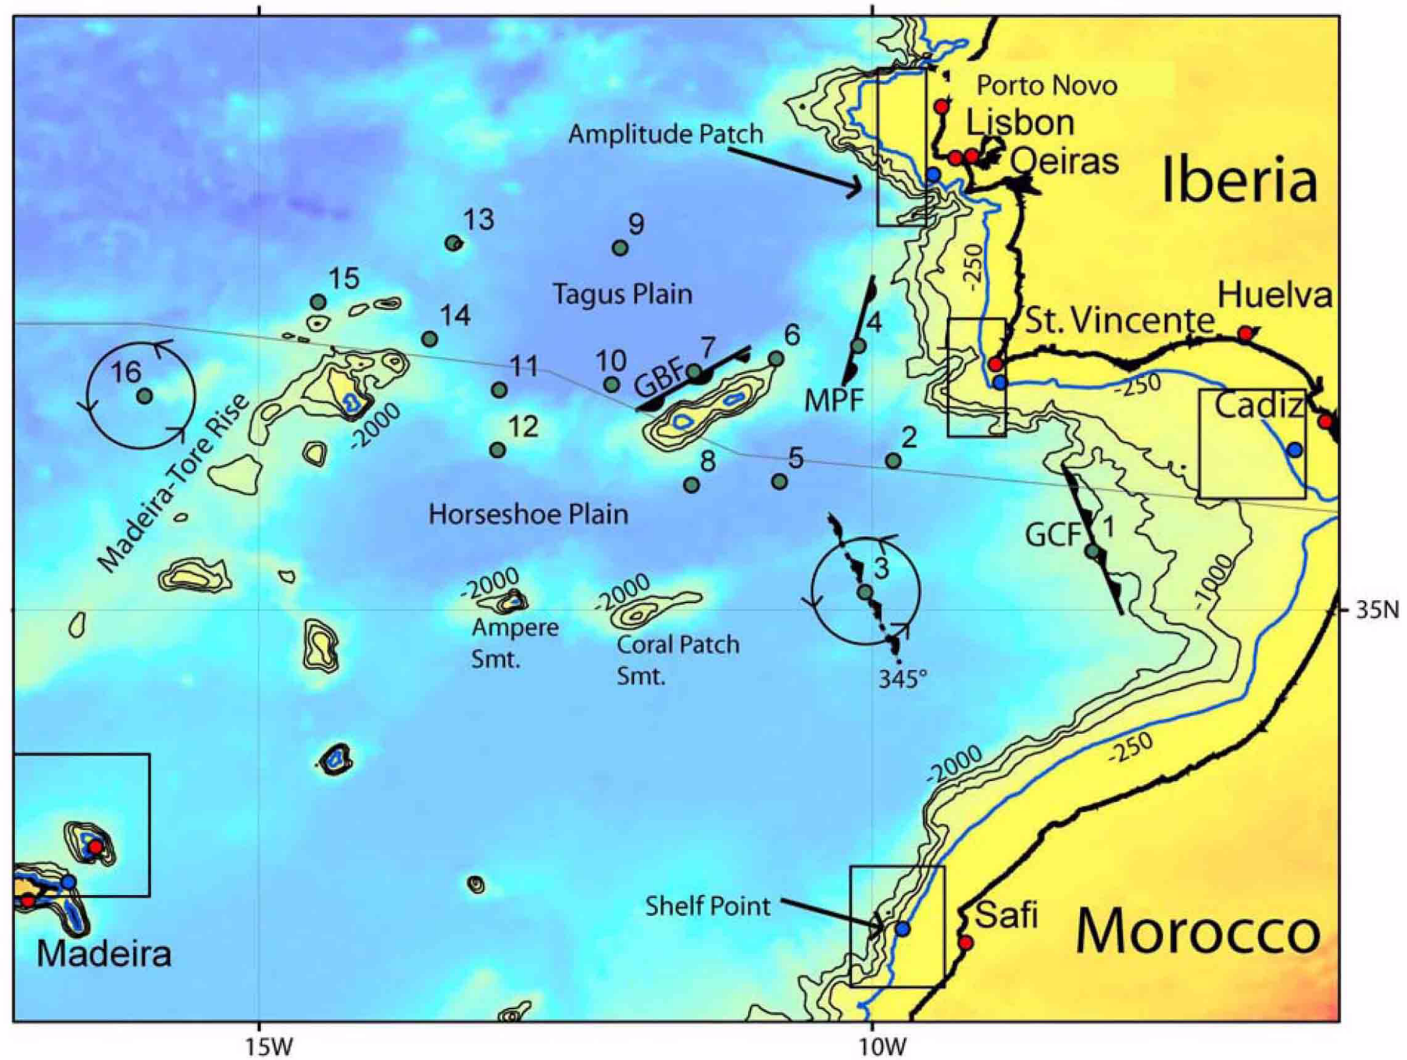 Porto Novo
Amplitude Patch
Lisbon
Oeiras
Iberia
13
9
-250
15
Tagus Plain
Huelva
14
4
St. Vincente
16
11
10
GBF
7
6
MPF
-250
Cadiz
-2000
12
2
Madeira-Tore Rise
8
5
Horseshoe Plain
GCF
1
3
-1000
-2000
-2000
35N
Ampere
Smt.
Coral Patch
Smt.
345°
-2000
-250
Shelf Point
Safi
Morocco
Madeira
15W
10W